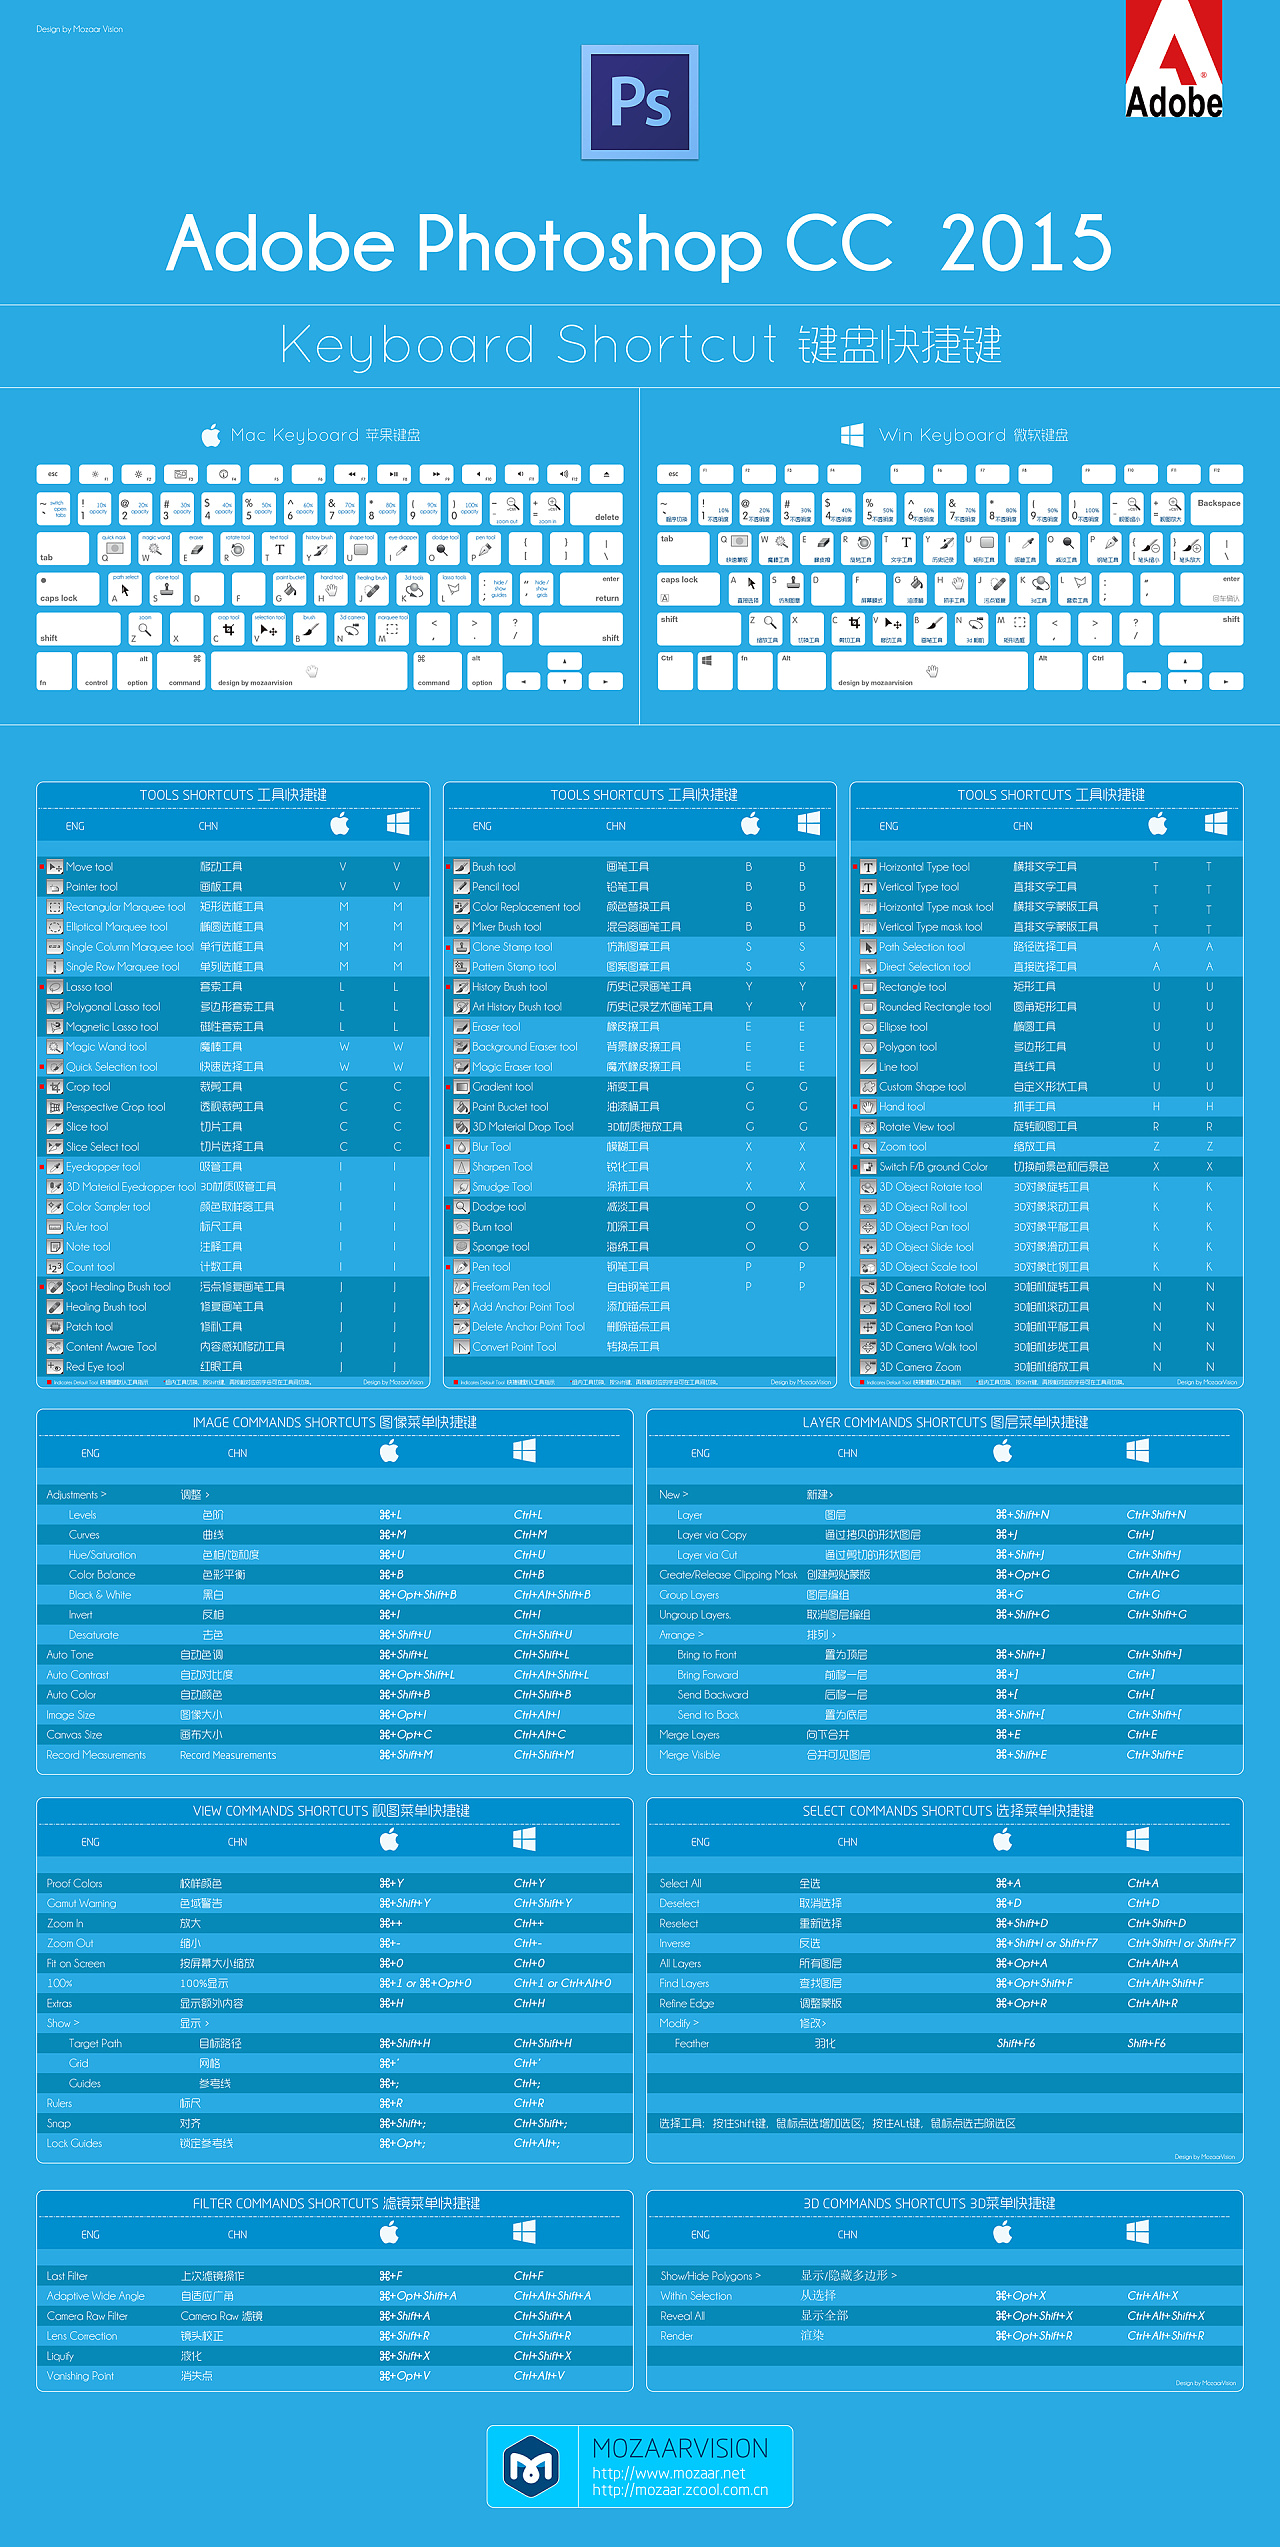 Design by Mozaar Vision
Adobe
Ps
Adobe Photoshop CC 2015
Keyboard Shortcut 键盘快捷键
Mac Keyboard 苹果键盘
Win Keyboard 微软键盘
TOOLS SHORTCUTS 工具快捷键
ENG CHN
Move tool 移动工具 V V
Painter tool 画板工具 V V
Rectangular Marquee tool 矩形选框工具 M M
Elliptical Marquee tool 椭圆选框工具 M M
Single Column Marquee tool 单行选框工具 M M
Single Row Marquee tool 单列选框工具 M M
Lasso tool 套索工具 L L
Polygonal Lasso tool 多边形套索工具 L L
Magnetic Lasso tool 磁性套索工具 L L
Magic Wand tool 魔棒工具 W W
Quick Selection tool 快速选择工具 W W
Crop tool 裁剪工具 C C
Perspective Crop tool 透视裁剪工具 C C
Slice tool 切片工具 C C
Slice Select tool 切片选择工具 C C
Eyedropper tool 吸管工具 I I
3D Material Eyedropper tool 3D材质吸管工具 I I
Color Sampler tool 颜色取样器工具 I I
Ruler tool 标尺工具 I I
Note tool 注释工具 I I
Count tool 计数工具 I I
Spot Healing Brush tool 污点修复画笔工具 J J
Healing Brush tool 修复画笔工具 J J
Patch tool 修补工具 J J
Content Aware Tool 内容感知移动工具 J J
Red Eye tool 红眼工具 J J
Design by MozaarVision
TOOLS SHORTCUTS 工具快捷键
ENG CHN
Brush tool 画笔工具 B B
Pencil tool 铅笔工具 B B
Color Replacement tool 颜色替换工具 B B
Mixer Brush tool 混合器画笔工具 B B
Clone Stamp tool 仿制图章工具 S S
Pattern Stamp tool 图案图章工具 S S
History Brush tool 历史记录画笔工具 Y Y
Art History Brush tool 历史记录艺术画笔工具 Y Y
Eraser tool 橡皮擦工具 E E
Background Eraser tool 背景橡皮擦工具 E E
Magic Eraser tool 魔术橡皮擦工具 E E
Gradient tool 渐变工具 G G
Paint Bucket tool 油漆桶工具 G G
3D Material Drop Tool 3D材质拖放工具 G G
Blur Tool 模糊工具 X X
Sharpen Tool 锐化工具 X X
Smudge Tool 涂抹工具 X X
Dodge tool 减淡工具 O O
Burn tool 加深工具 O O
Sponge tool 海绵工具 O O
Pen tool 钢笔工具 P P
Freeform Pen tool 自由钢笔工具 P P
Add Anchor Point Tool 添加锚点工具
Delete Anchor Point Tool 删除锚点工具
Convert Point Tool 转换点工具
Design by MozaarVision
TOOLS SHORTCUTS 工具快捷键
ENG CHN
Horizontal Type tool 横排文字工具 T T
Vertical Type tool 直排文字工具 T T
Horizontal Type mask tool 横排文字蒙版工具 T T
Vertical Type mask tool 直排文字蒙版工具 T T
Path Selection tool 路径选择工具 A A
Direct Selection tool 直接选择工具 A A
Rectangle tool 矩形工具 U U
Rounded Rectangle tool 圆角矩形工具 U U
Ellipse tool 椭圆工具 U U
Polygon tool 多边形工具 U U
Line tool 直线工具 U U
Custom Shape tool 自定义形状工具 U U
Hand tool 抓手工具 H H
Rotate View tool 旋转视图工具 R R
Zoom tool 缩放工具 Z Z
Switch F/B ground Color 切换前景色和后景色 X X
3D Object Rotate tool 3D对象旋转工具 K K
3D Object Roll tool 3D对象滚动工具 K K
3D Object Pan tool 3D对象平移工具 K K
3D Object Slide tool 3D对象滑动工具 K K
3D Object Scale tool 3D对象比例工具 K K
3D Camera Rotate tool 3D相机旋转工具 N N
3D Camera Roll tool 3D相机滚动工具 N N
3D Camera Pan tool 3D相机平移工具 N N
3D Camera Walk tool 3D相机步览工具 N N
3D Camera Zoom 3D相机缩放工具 N N
Design by MozaarVision
IMAGE COMMANDS SHORTCUTS 图像菜单快捷键
ENG CHN
Adjustments > 调整 >
Levels 色阶 ⌘+L Ctrl+L
Curves 曲线 ⌘+M Ctrl+M
Hue/Saturation 色相/饱和度 ⌘+U Ctrl+U
Color Balance 色彩平衡 ⌘+B Ctrl+B
Black & White 黑白 ⌘+Opt+Shift+B Ctrl+Alt+Shift+B
Invert 反相 ⌘+I Ctrl+I
Desaturate 去色 ⌘+Shift+U Ctrl+Shift+U
Auto Tone 自动色调 ⌘+Shift+L Ctrl+Shift+L
Auto Contrast 自动对比度 ⌘+Opt+Shift+L Ctrl+Alt+Shift+L
Auto Color 自动颜色 ⌘+Shift+B Ctrl+Shift+B
Image Size 图像大小 ⌘+Opt+I Ctrl+Alt+I
Canvas Size 画布大小 ⌘+Opt+C Ctrl+Alt+C
Record Measurements Record Measurements ⌘+Shift+M Ctrl+Shift+M
LAYER COMMANDS SHORTCUTS 图层菜单快捷键
ENG CHN
New > 新建>
Layer 图层 ⌘+Shift+N Ctrl+Shift+N
Layer via Copy 通过拷贝的形状图层 ⌘+J Ctrl+J
Layer via Cut 通过剪切的形状图层 ⌘+Shift+J Ctrl+Shift+J
Create/Release Clipping Mask 创建剪贴蒙版 ⌘+Opt+G Ctrl+Alt+G
Group Layers 图层编组 ⌘+G Ctrl+G
Ungroup Layers. 取消图层编组 ⌘+Shift+G Ctrl+Shift+G
Arrange > 排列 >
Bring to Front 置为顶层 ⌘+Shift+] Ctrl+Shift+]
Bring Forward 前移一层 ⌘+] Ctrl+]
Send Backward 后移一层 ⌘+[ Ctrl+[
Send to Back 置为底层 ⌘+Shift+[ Ctrl+Shift+[
Merge Layers 向下合并 ⌘+E Ctrl+E
Merge Visible 合并可见图层 ⌘+Shift+E Ctrl+Shift+E
VIEW COMMANDS SHORTCUTS 视图菜单快捷键
ENG CHN
Proof Colors 校样颜色 ⌘+Y Ctrl+Y
Gamut Warning 色域警告 ⌘+Shift+Y Ctrl+Shift+Y
Zoom In 放大 ⌘++ Ctrl++
Zoom Out 缩小 ⌘+- Ctrl+-
Fit on Screen 按屏幕大小缩放 ⌘+0 Ctrl+0
100% 100%显示 ⌘+1 or ⌘+Opt+0 Ctrl+1 or Ctrl+Alt+0
Extras 显示额外内容 ⌘+H Ctrl+H
Show > 显示 >
Target Path 目标路径 ⌘+Shift+H Ctrl+Shift+H
Grid 网格 ⌘+' Ctrl+'
Guides 参考线 ⌘+; Ctrl+;
Rulers 标尺 ⌘+R Ctrl+R
Snap 对齐 ⌘+Shift+; Ctrl+Shift+;
Lock Guides 锁定参考线 ⌘+Opt+; Ctrl+Alt+;
SELECT COMMANDS SHORTCUTS 选择菜单快捷键
ENG CHN
Select All 全选 ⌘+A Ctrl+A
Deselect 取消选择 ⌘+D Ctrl+D
Reselect 重新选择 ⌘+Shift+D Ctrl+Shift+D
Inverse 反选 ⌘+Shift+I or Shift+F7 Ctrl+Shift+I or Shift+F7
All Layers 所有图层 ⌘+Opt+A Ctrl+Alt+A
Find Layers 查找图层 ⌘+Opt+Shift+F Ctrl+Alt+Shift+F
Refine Edge 调整蒙版 ⌘+Opt+R Ctrl+Alt+R
Modify > 修改>
Feather 羽化 Shift+F6 Shift+F6
选择工具：按住Shift键，鼠标点选增加选区；按住ALt键，鼠标点选去除选区
Design by MozaarVision
FILTER COMMANDS SHORTCUTS 滤镜菜单快捷键
ENG CHN
Last Filter 上次滤镜操作 ⌘+F Ctrl+F
Adaptive Wide Angle 自适应广角 ⌘+Opt+Shift+A Ctrl+Alt+Shift+A
Camera Raw Filter Camera Raw 滤镜 ⌘+Shift+A Ctrl+Shift+A
Lens Correction 镜头校正 ⌘+Shift+R Ctrl+Shift+R
Liquify 液化 ⌘+Shift+X Ctrl+Shift+X
Vanishing Point 消失点 ⌘+Opt+V Ctrl+Alt+V
3D COMMANDS SHORTCUTS 3D菜单快捷键
ENG CHN
Show/Hide Polygons > 显示/隐藏多边形 >
Within Selection 从选择 ⌘+Opt+X Ctrl+Alt+X
Reveal All 显示全部 ⌘+Opt+Shift+X Ctrl+Alt+Shift+X
Render 渲染 ⌘+Opt+Shift+R Ctrl+Alt+Shift+R
Design by MozaarVision
MOZAARVISION
http://www.mozaar.net
http://mozaar.zcool.com.cn